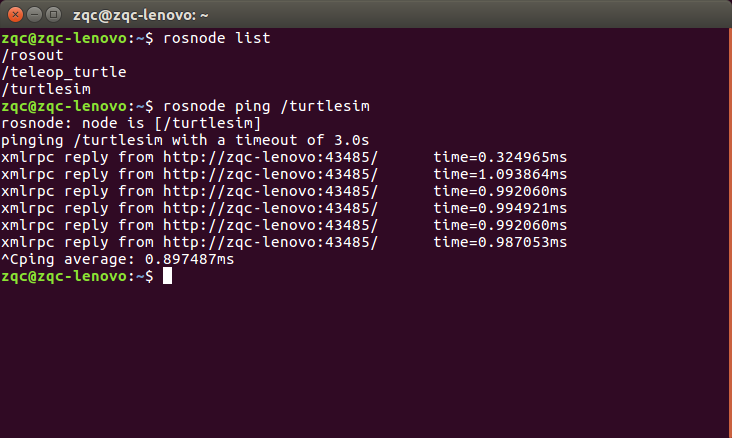 zqc@zqc-lenovo: ~
zqc@zqc-lenovo:~$ rosnode list
/rosout
/teleop_turtle
/turtlesim
zqc@zqc-lenovo:~$ rosnode ping /turtlesim
rosnode: node is [/turtlesim]
pinging /turtlesim with a timeout of 3.0s
xmlrpc reply from http://zqc-lenovo:43485/      time=0.324965ms
xmlrpc reply from http://zqc-lenovo:43485/      time=1.093864ms
xmlrpc reply from http://zqc-lenovo:43485/      time=0.992060ms
xmlrpc reply from http://zqc-lenovo:43485/      time=0.994921ms
xmlrpc reply from http://zqc-lenovo:43485/      time=0.992060ms
xmlrpc reply from http://zqc-lenovo:43485/      time=0.987053ms
^Cping average: 0.897487ms
zqc@zqc-lenovo:~$